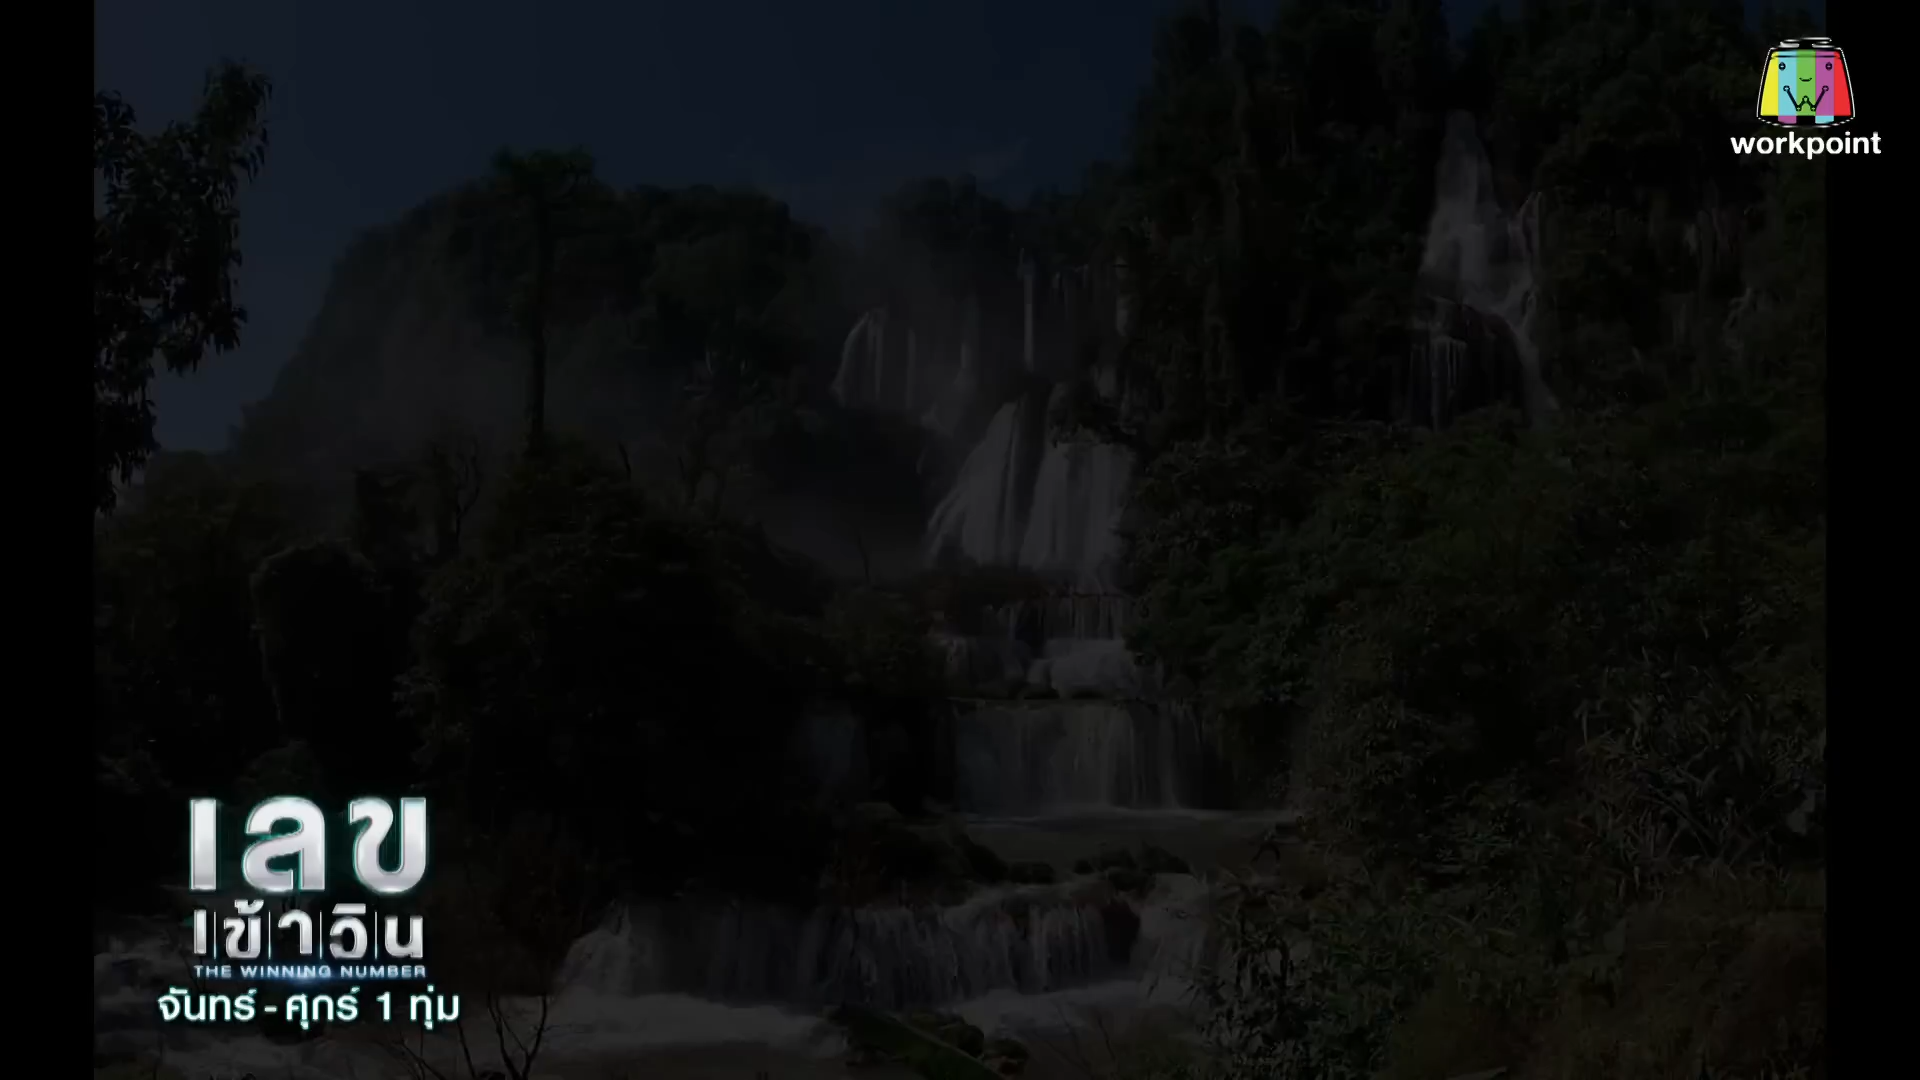 workpoint
เลข
เข้าวิน
THE WINNING NUMBER
จันทร์ - ศุกร์ 1 ทุ่ม